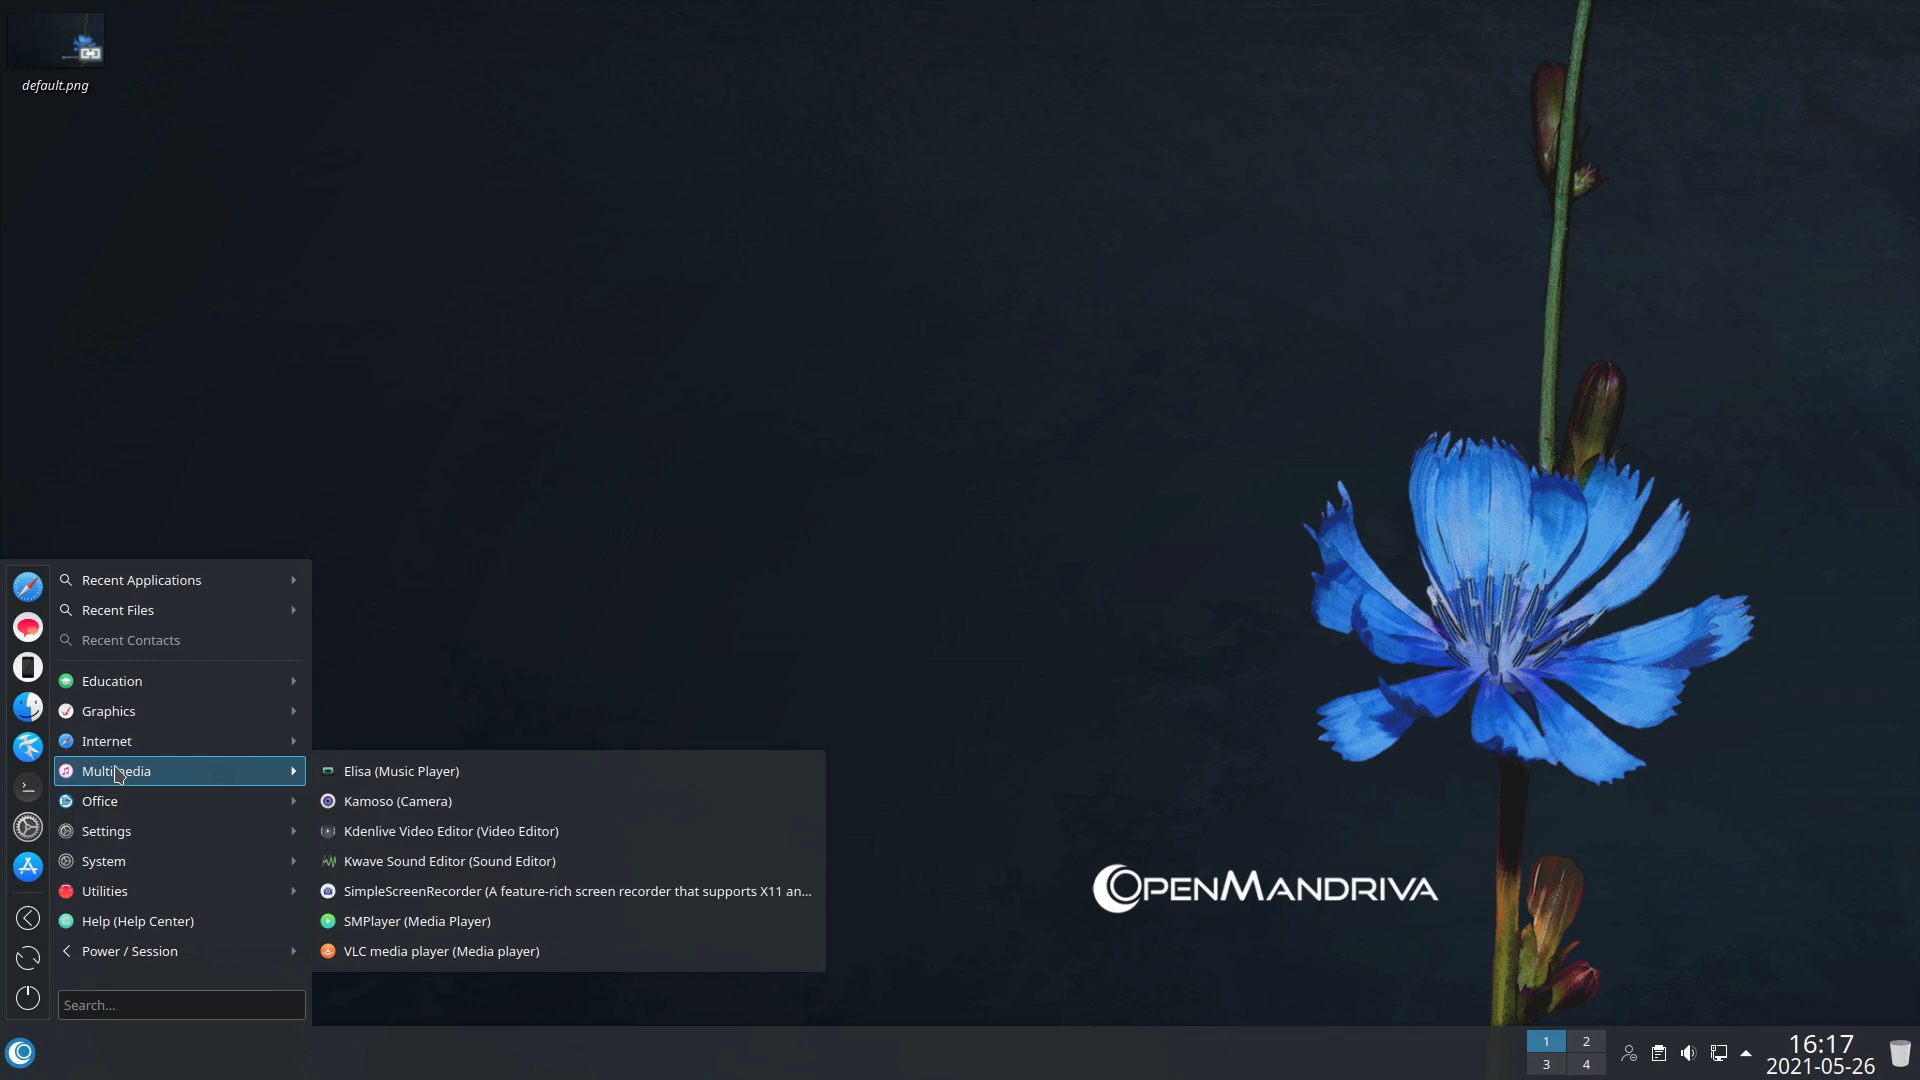 default.png
Recent Applications
Recent Files
Recent Contacts
Education
Graphics
Internet
Multimedia
Office
Settings
System
Utilities
Help (Help Center)
Power / Session
Search...
Elisa (Music Player)
Kamoso (Camera)
Kdenlive Video Editor (Video Editor)
Kwave Sound Editor (Sound Editor)
SimpleScreenRecorder (A feature-rich screen recorder that supports X11 an...
SMPlayer (Media Player)
VLC media player (Media player)
OPENMANDRIVA
1 2
3 4
16:17
2021-05-26